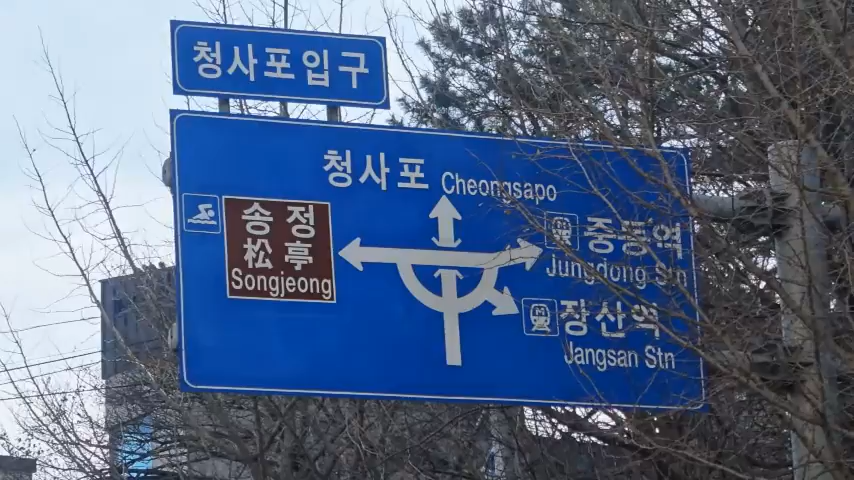 청사포입구
청사포 Cheongsapo
송정
松亭
Songjeong
중동역
Jungdong Stn
장산역
Jangsan Stn